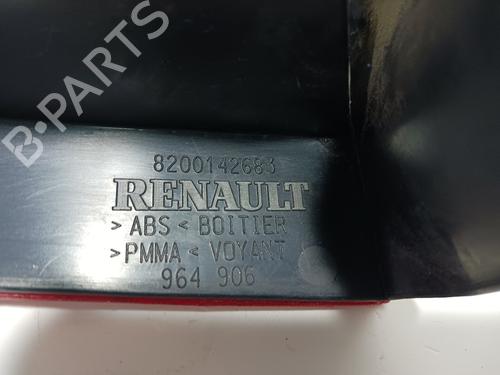 B-PARTS
8200142683
RENAULT
>ABS< BOITIER
>PMMA< VOYANT
964 906